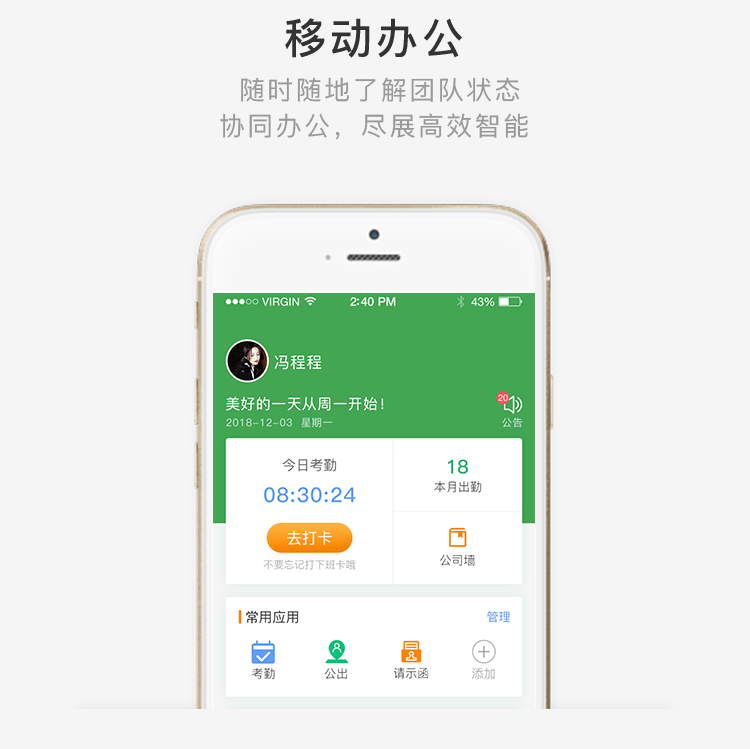 移动办公
随时随地了解团队状态
协同办公，尽展高效智能
VIRGIN 2:40 PM 43%
冯程程
美好的一天从周一开始！
20
2018-12-03 星期一
公告
今日考勤
08:30:24
去打卡
不要忘记打下班卡哦
18
本月出勤
公司墙
常用应用 管理
考勤 公出 请示函 添加